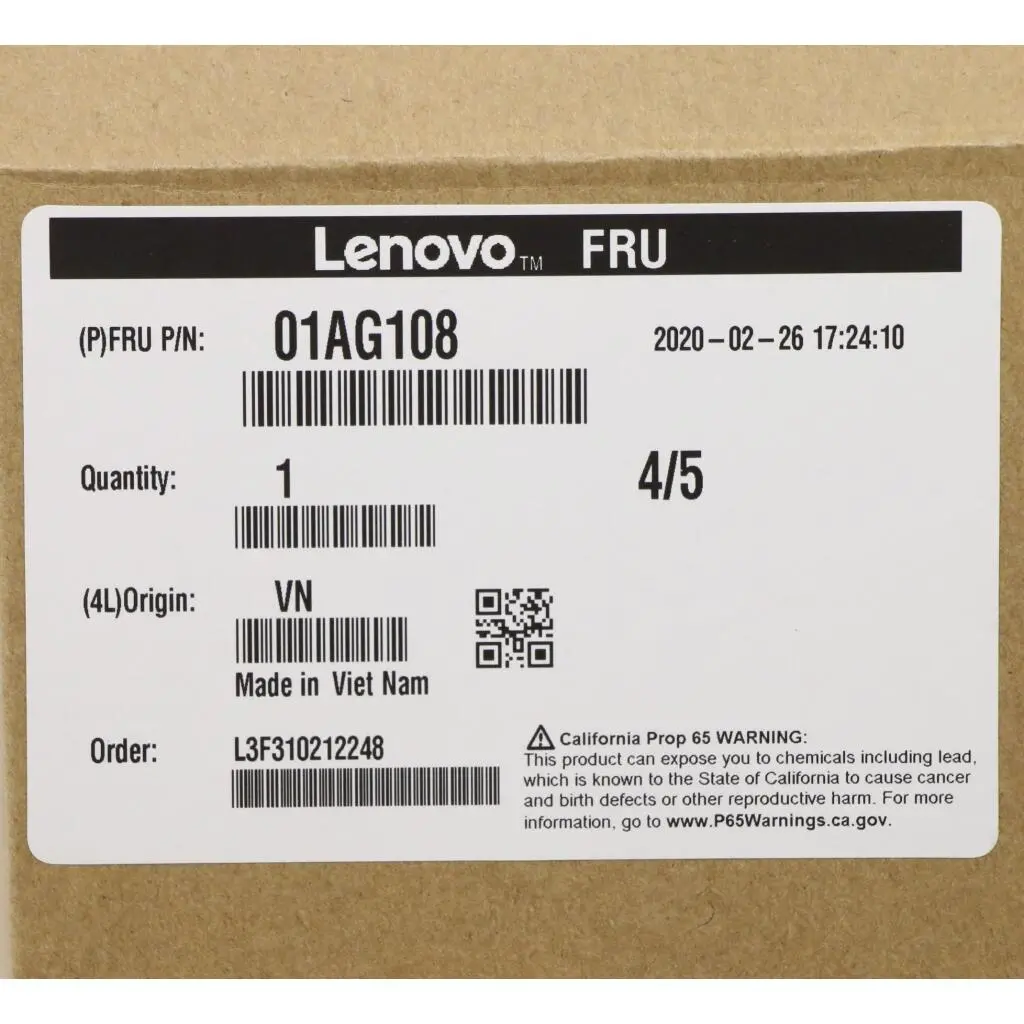 Lenovo™ FRU
(P)FRU P/N: 01AG108 2020-02-26 17:24:10
Quantity: 1 4/5
(4L)Origin: VN
Made in Viet Nam
Order: L3F310212248
⚠ California Prop 65 WARNING:
This product can expose you to chemicals including lead,
which is known to the State of California to cause cancer
and birth defects or other reproductive harm. For more
information, go to www.P65Warnings.ca.gov.